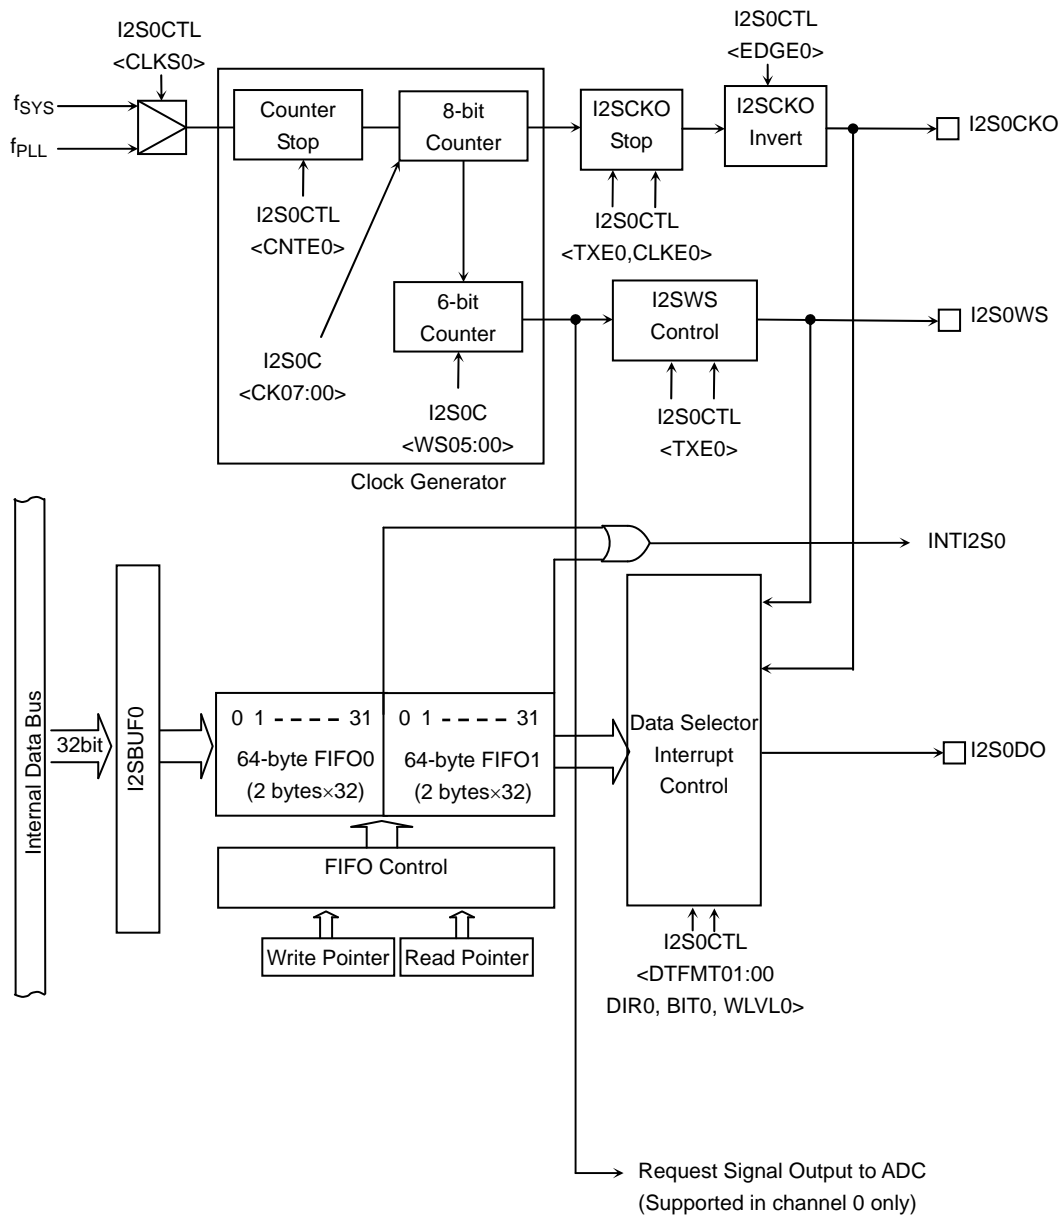 I2S0CTL
<CLKS0>
I2S0CTL
<EDGE0>
fSYS
fPLL
Counter
Stop
8-bit
Counter
I2SCKO
Stop
I2SCKO
Invert
I2S0CKO
I2S0CTL
<CNTE0>
I2S0CTL
<TXE0,CLKE0>
6-bit
Counter
I2SWS
Control
I2S0WS
I2S0C
<CK07:00>
I2S0C
<WS05:00>
I2S0CTL
<TXE0>
Clock Generator
INTI2S0
Internal Data Bus
32bit
I2SBUF0
0 1 ----- 31
64-byte FIFO0
(2 bytes×32)
0 1 ----- 31
64-byte FIFO1
(2 bytes×32)
Data Selector
Interrupt
Control
I2S0DO
FIFO Control
Write Pointer
Read Pointer
I2S0CTL
<DTFMT01:00
DIR0, BIT0, WLVL0>
Request Signal Output to ADC
(Supported in channel 0 only)